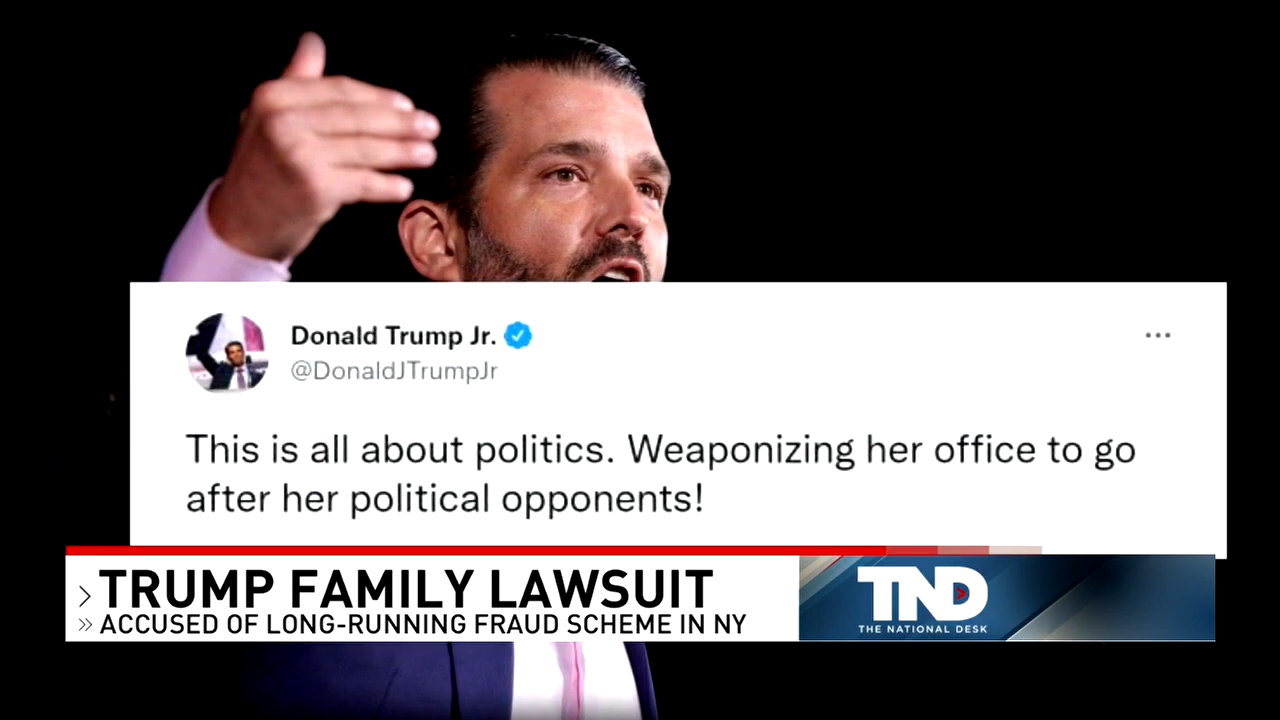 Donald Trump Jr.
@DonaldJTrumpJr
This is all about politics. Weaponizing her office to go
after her political opponents!
TRUMP FAMILY LAWSUIT
ACCUSED OF LONG-RUNNING FRAUD SCHEME IN NY
TND
THE NATIONAL DESK